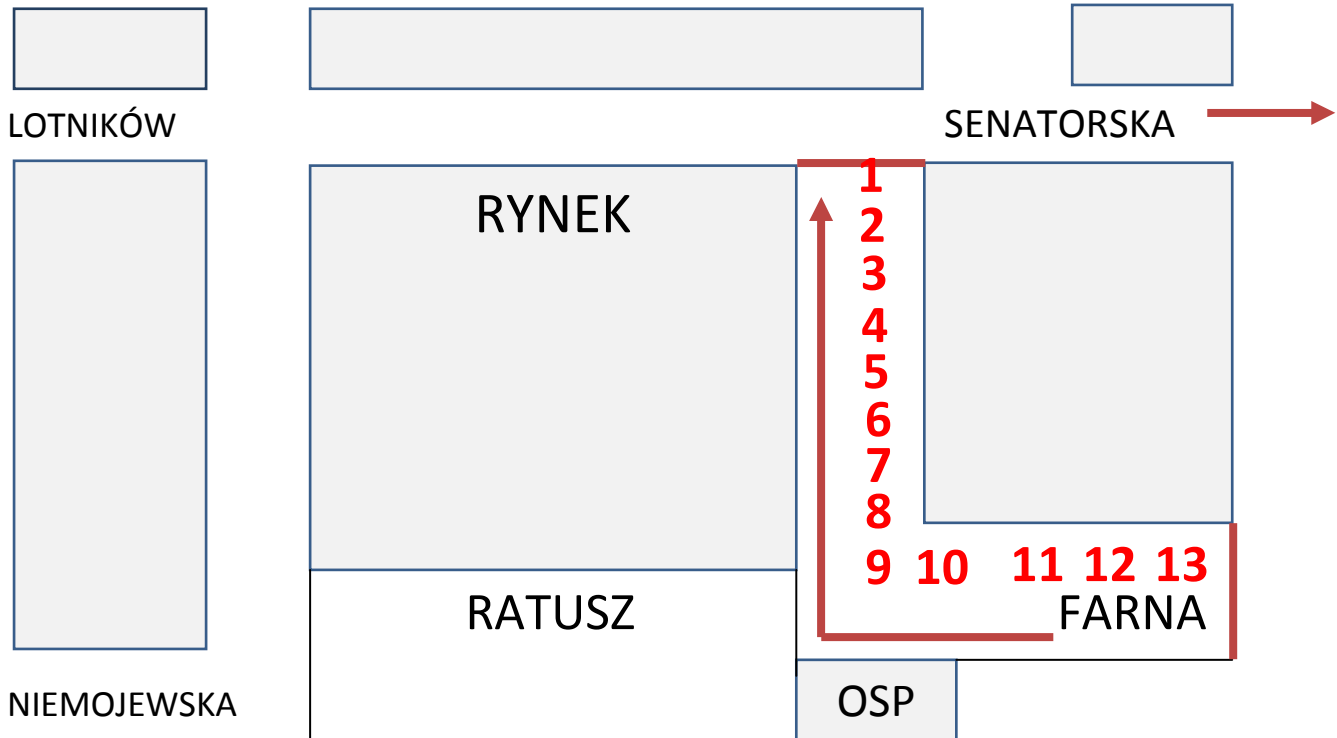 LOTNIKÓW
SENATORSKA
1
RYNEK
2
3
4
5
6
7
8
9 10 11 12 13
RATUSZ
FARNA
NIEMOJEWSKA
OSP